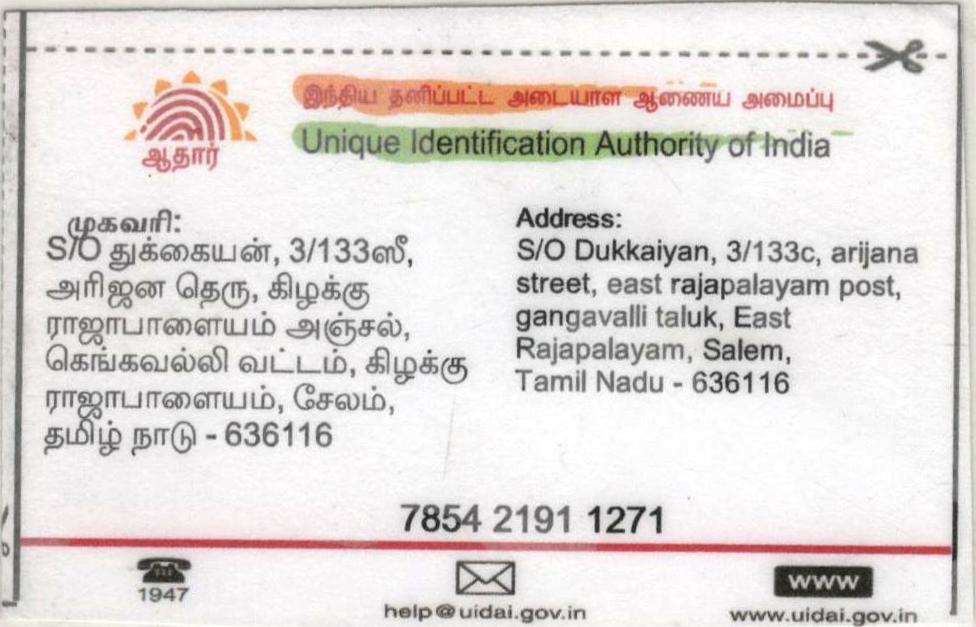 ஆதார்
இந்திய தனிப்பட்ட அடையாள ஆணைய அமைப்பு
Unique Identification Authority of India
முகவரி:
S/O துக்கையன், 3/133ஸீ,
அரிஜன தெரு, கிழக்கு
ராஜாபாளையம் அஞ்சல்,
கெங்கவல்லி வட்டம், கிழக்கு
ராஜாபாளையம், சேலம்,
தமிழ் நாடு - 636116
Address:
S/O Dukkaiyan, 3/133c, arijana
street, east rajapalayam post,
gangavalli taluk, East
Rajapalayam, Salem,
Tamil Nadu - 636116
7854 2191 1271
1947
help@uidai.gov.in
www
www.uidai.gov.in